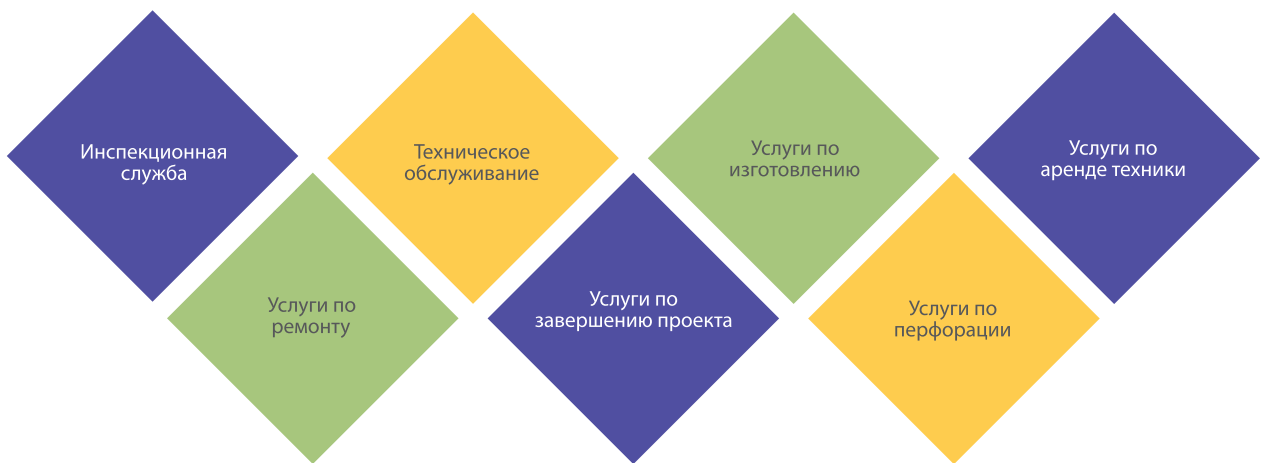 Инспекционная
служба
Услуги по
ремонту
Техническое
обслуживание
Услуги по
завершению проекта
Услуги по
изготовлению
Услуги по
перфорации
Услуги по
аренде техники